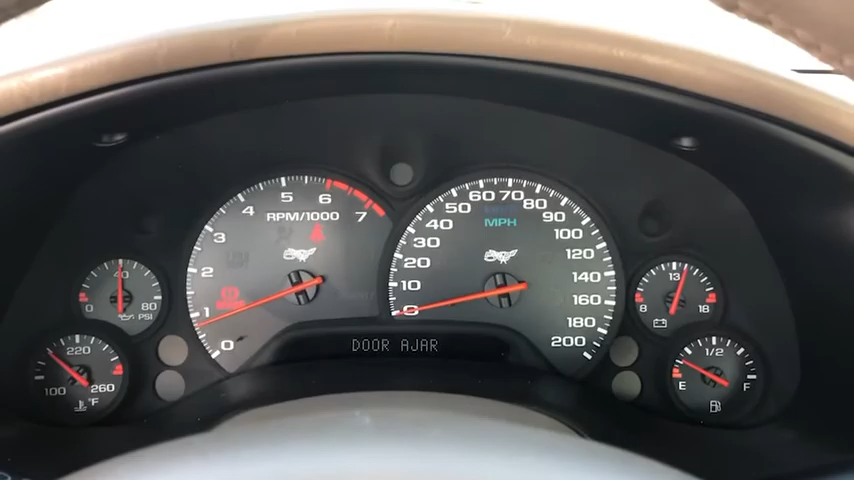 0 1 2 3 4 5 6 7
RPM/1000
0 10 20 30 40 50 60 70 80 90 100 120 140 160 180 200
MPH
0 40 80
PSI
100 220 260
°F
8 13 18
E 1/2 F
DOOR AJAR